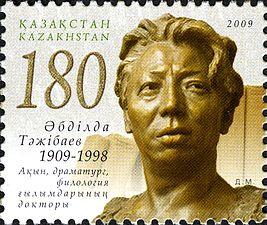 ҚАЗАҚСТАН
KAZAKHSTAN
2009
180
Әбділда
Тәжібаев
1909-1998
Ақын, драматург,
филология
ғылымдарының
докторы
Д. М.